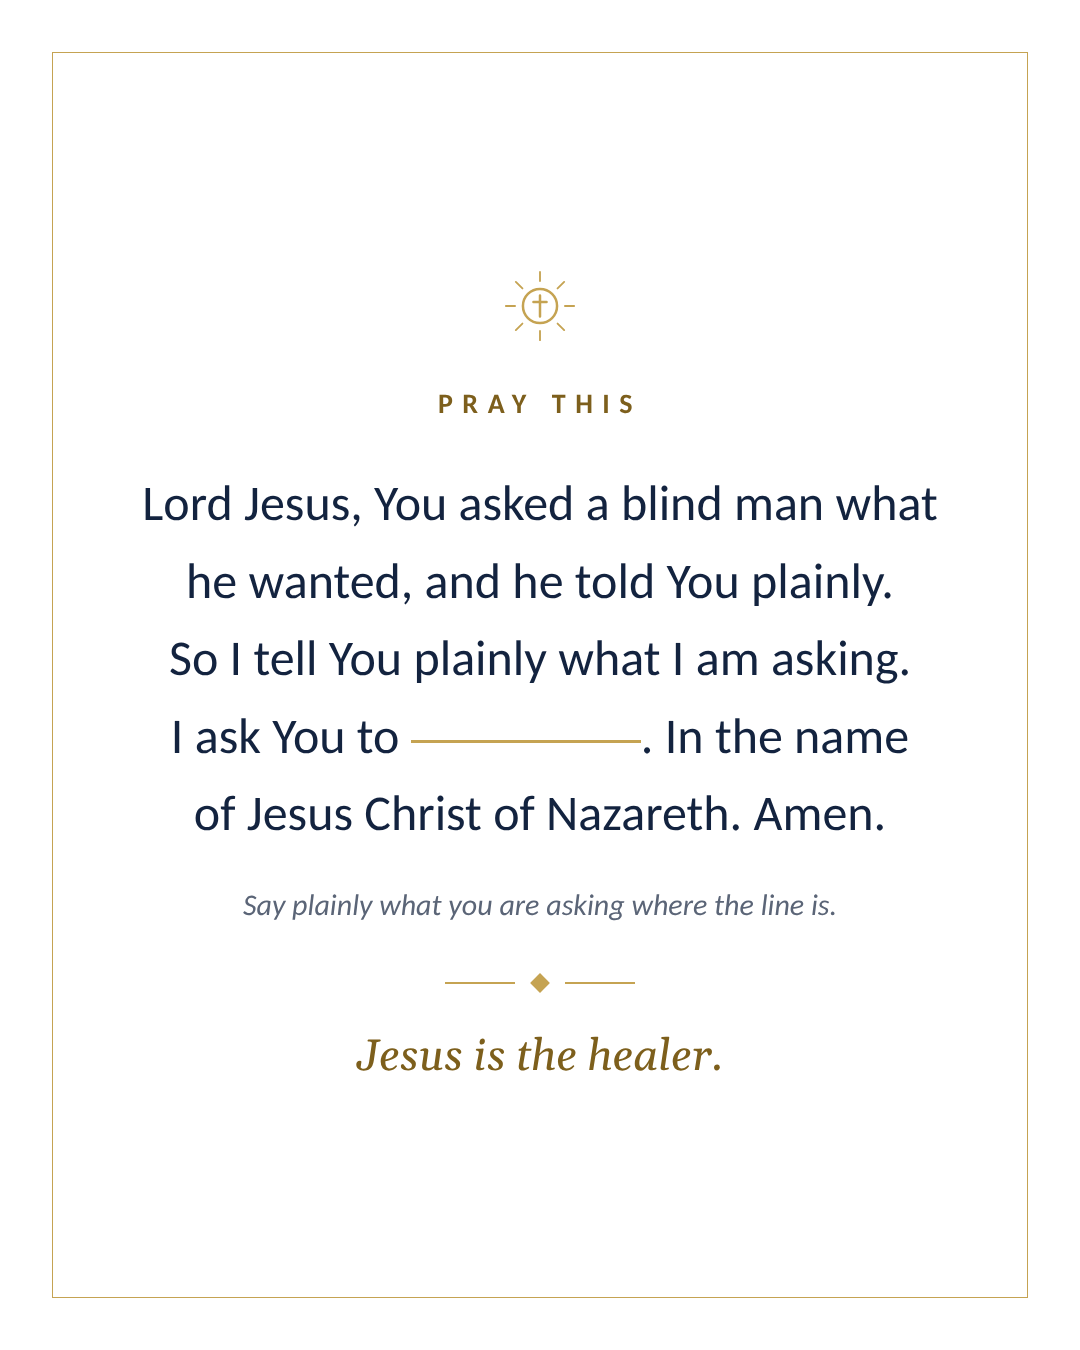 PRAY THIS
Lord Jesus, You asked a blind man what
he wanted, and he told You plainly.
So I tell You plainly what I am asking.
I ask You to ________. In the name
of Jesus Christ of Nazareth. Amen.
Say plainly what you are asking where the line is.
Jesus is the healer.